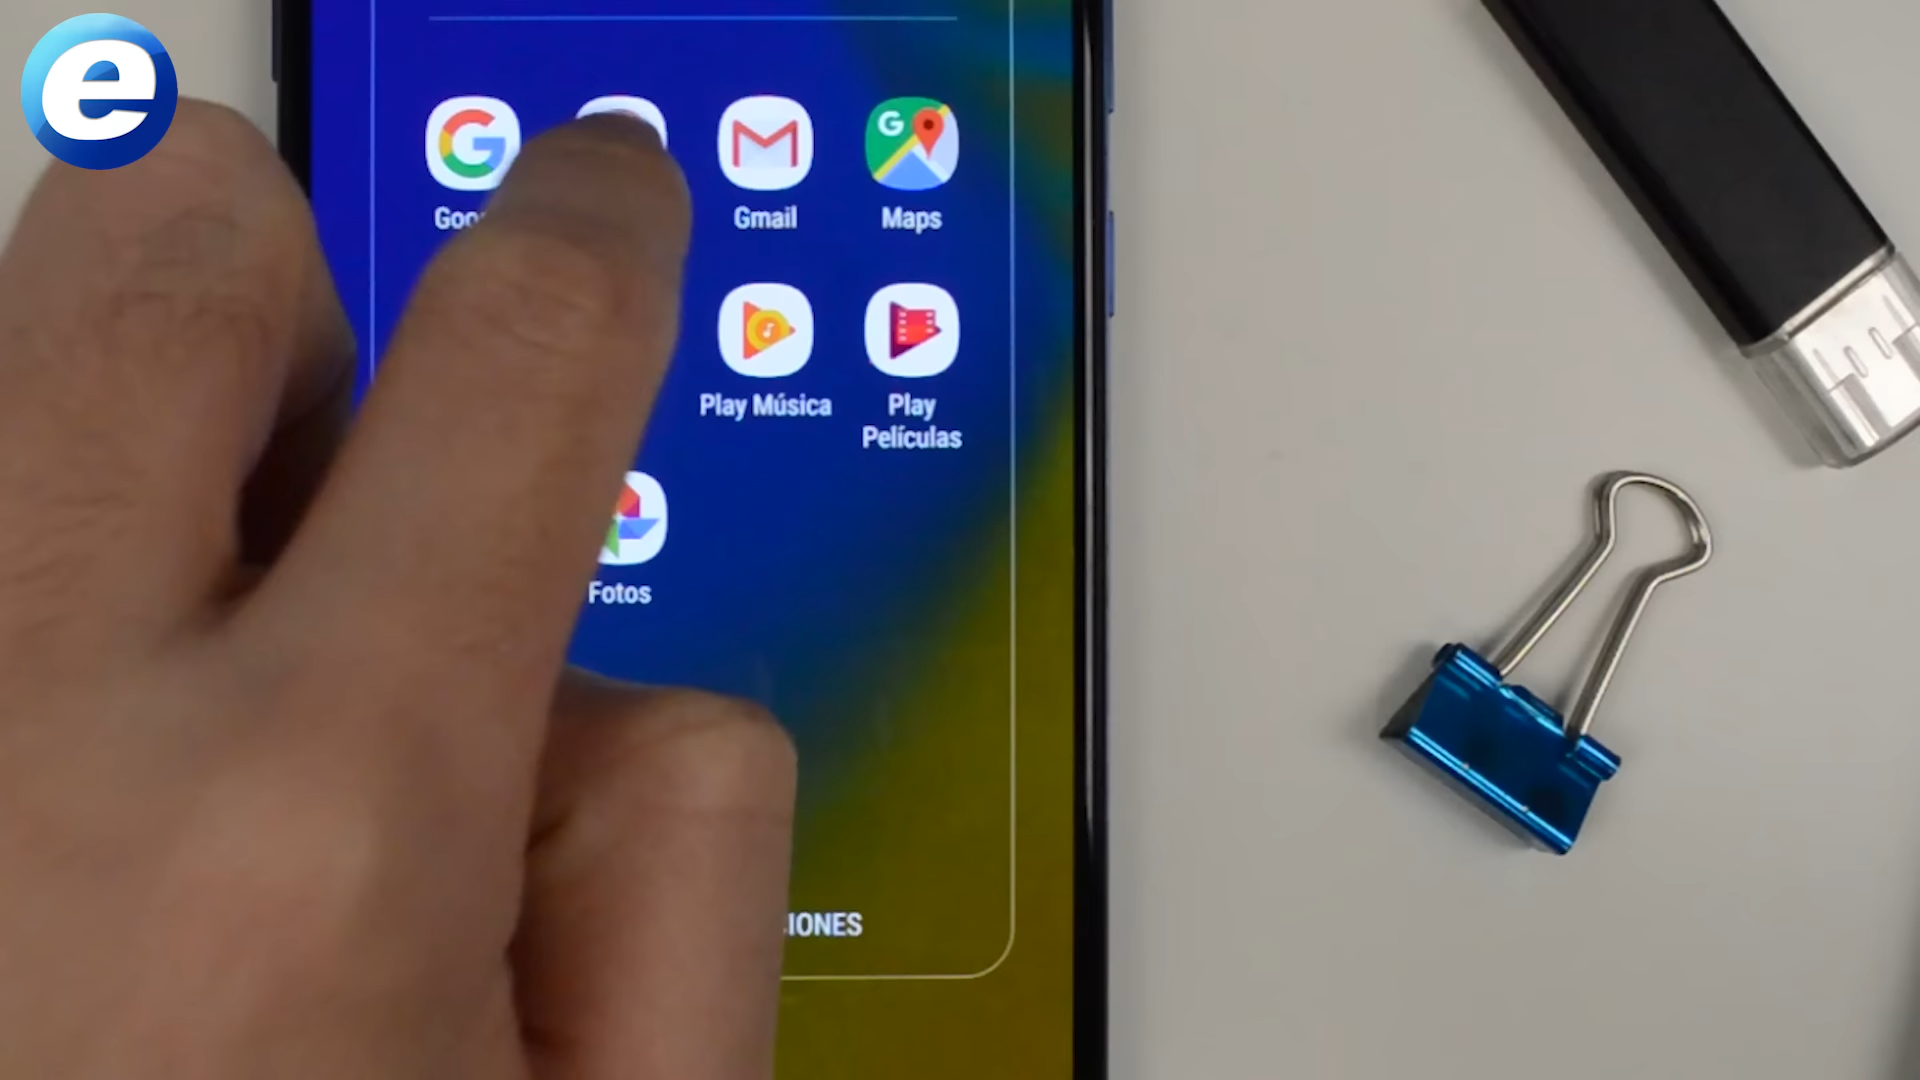 e
Gmail
Maps
Play Música
Play
Películas
Fotos